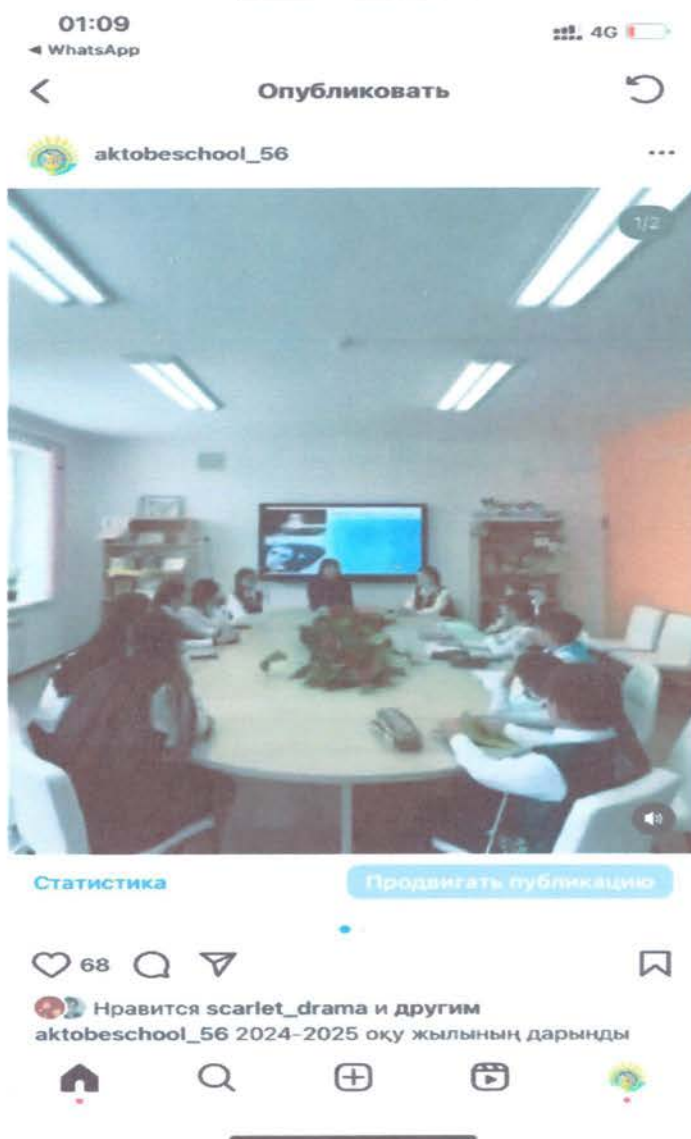 01:09
4G
◄ WhatsApp
Опубликовать
aktobeschool_56
1/2
Статистика
Продвигать публикацию
68
Нравится scarlet_drama и другим
aktobeschool_56 2024-2025 оқу жылының дарынды